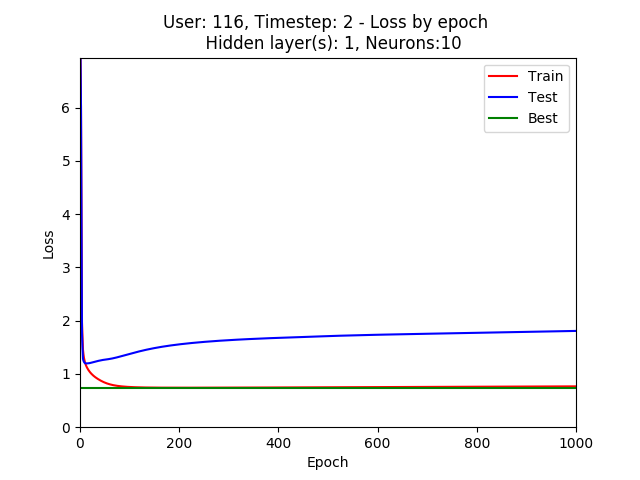 User: 116, Timestep: 2 - Loss by epoch
Hidden layer(s): 1, Neurons:10
Train
Test
Best
6
5
4
3
2
1
0
Loss
0 200 400 600 800 1000
Epoch